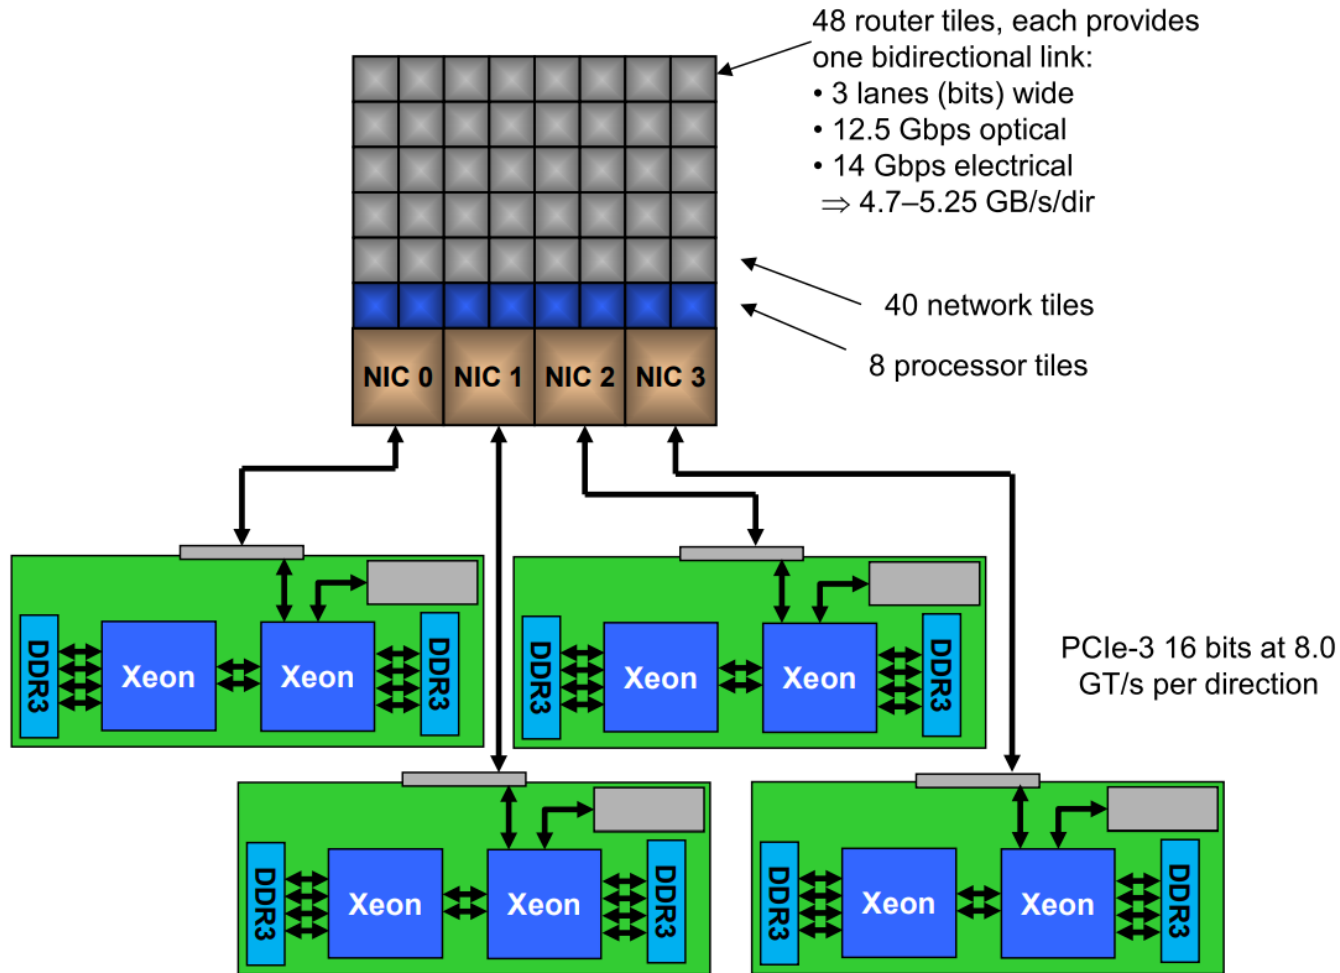 48 router tiles, each provides
one bidirectional link:
• 3 lanes (bits) wide
• 12.5 Gbps optical
• 14 Gbps electrical
⇒ 4.7–5.25 GB/s/dir
40 network tiles
8 processor tiles
NIC 0
NIC 1
NIC 2
NIC 3
DDR3
Xeon
Xeon
DDR3
DDR3
Xeon
Xeon
DDR3
PCIe-3 16 bits at 8.0
GT/s per direction
DDR3
Xeon
Xeon
DDR3
DDR3
Xeon
Xeon
DDR3